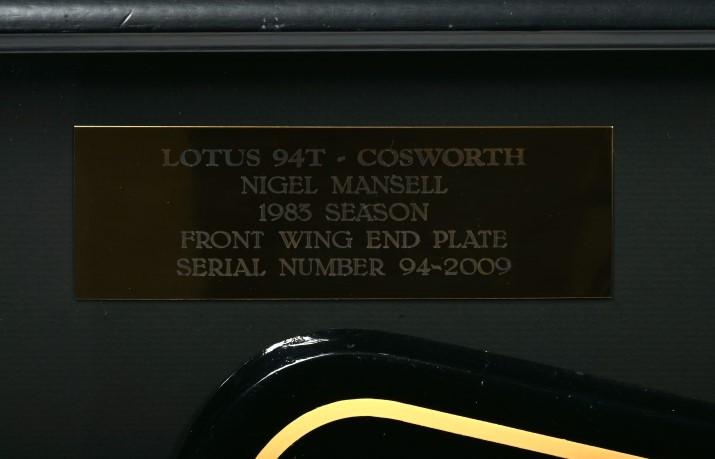 LOTUS 94T - COSWORTH
NIGEL MANSELL
1983 SEASON
FRONT WING END PLATE
SERIAL NUMBER 94-2009